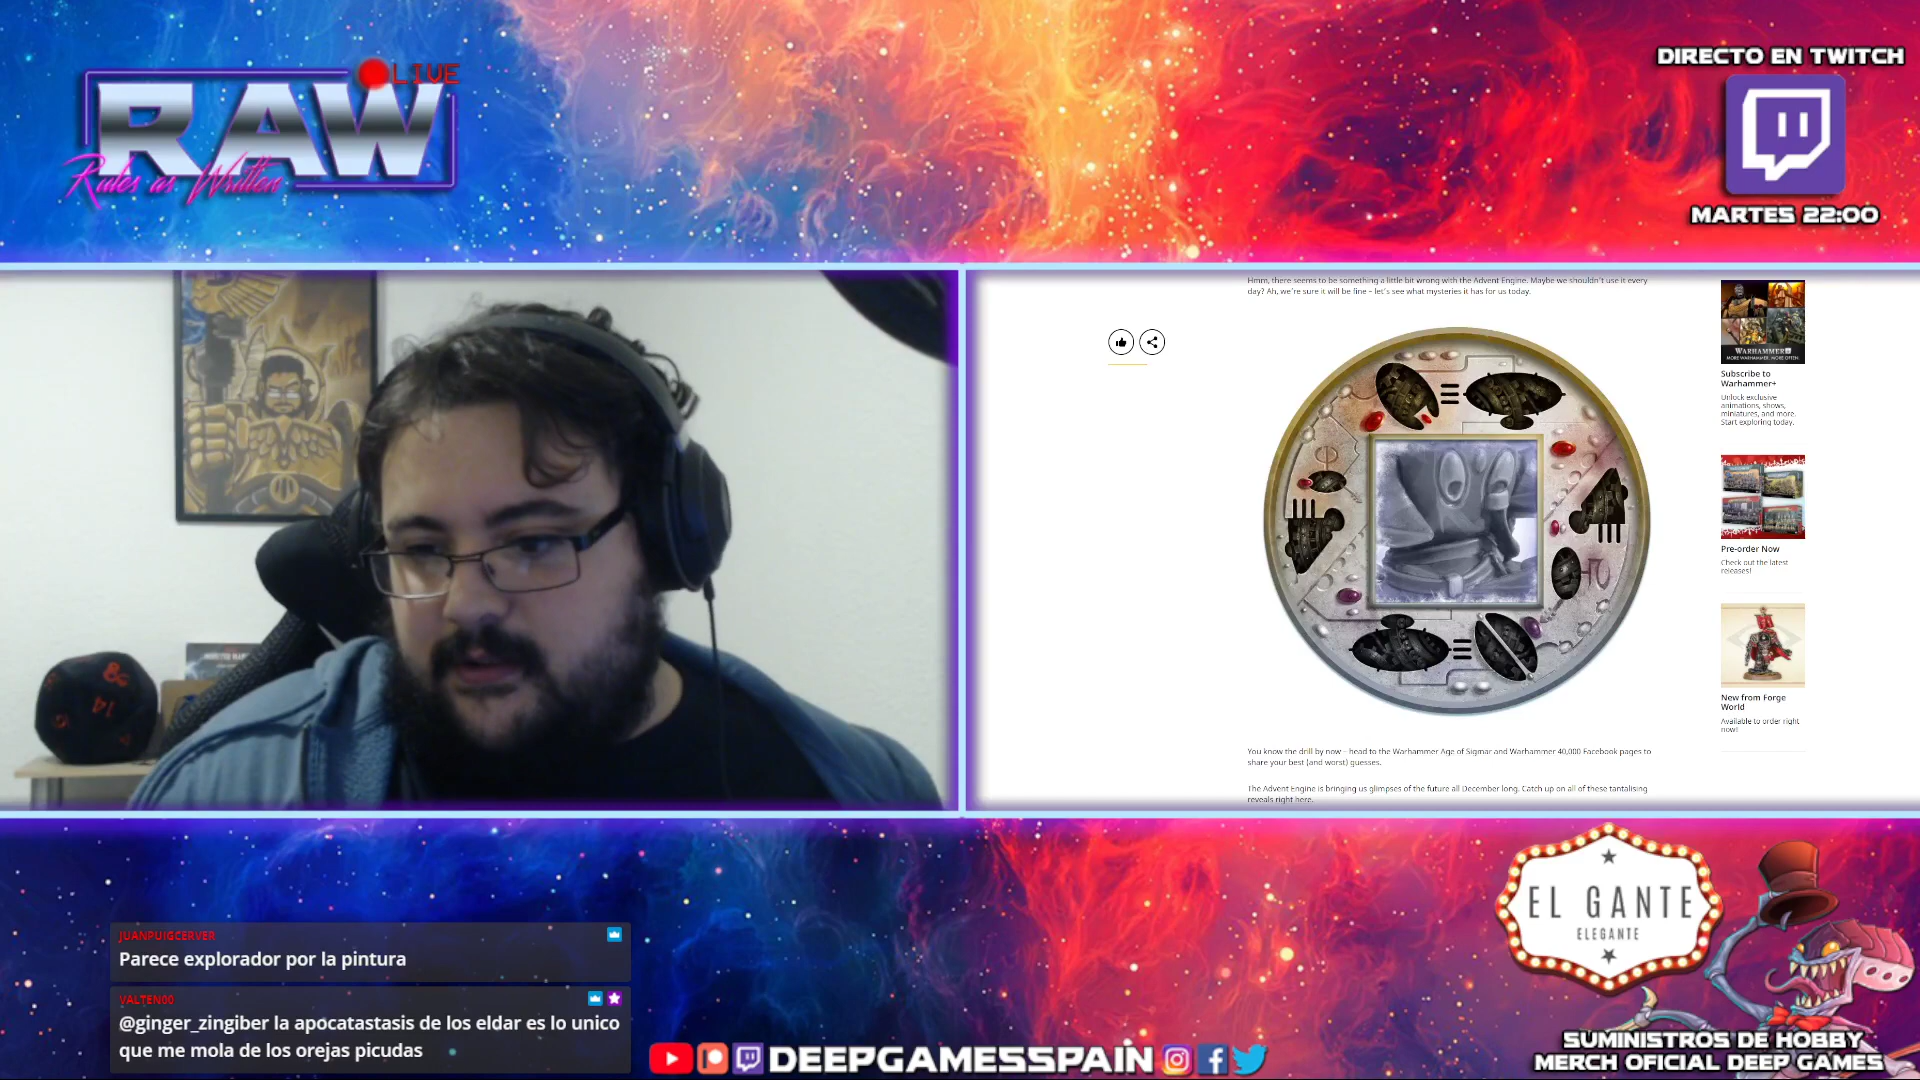 LIVE
RAW
Rules as Written
DIRECTO EN TWITCH
MARTES 22:00
Hmm, there seems to be something a little bit wrong with the Advent Engine. Maybe we shouldn't use it every
day? Ah, we're sure it will be fine – let's see what mysteries it has for us today.
WARHAMMER+
MORE WARHAMMER. MORE OFTEN.
Subscribe to
Warhammer+
Unlock exclusive
animations, shows,
miniatures, and more.
Start exploring today.
Pre-order Now
Check out the latest
releases!
New from Forge
World
Available to order right
now!
You know the drill by now – head to the Warhammer Age of Sigmar and Warhammer 40,000 Facebook pages to
share your best (and worst) guesses.
The Advent Engine is bringing us glimpses of the future all December long. Catch up on all of these tantalising
reveals right here.
14
JUANPUIGCERVER
Parece explorador por la pintura
VALTEN00
@ginger_zingiber la apocatastasis de los eldar es lo unico
que me mola de los orejas picudas
DEEPGAMESSPAIN
EL GANTE
ELEGANTE
SUMINISTROS DE HOBBY
MERCH OFICIAL DEEP GAMES